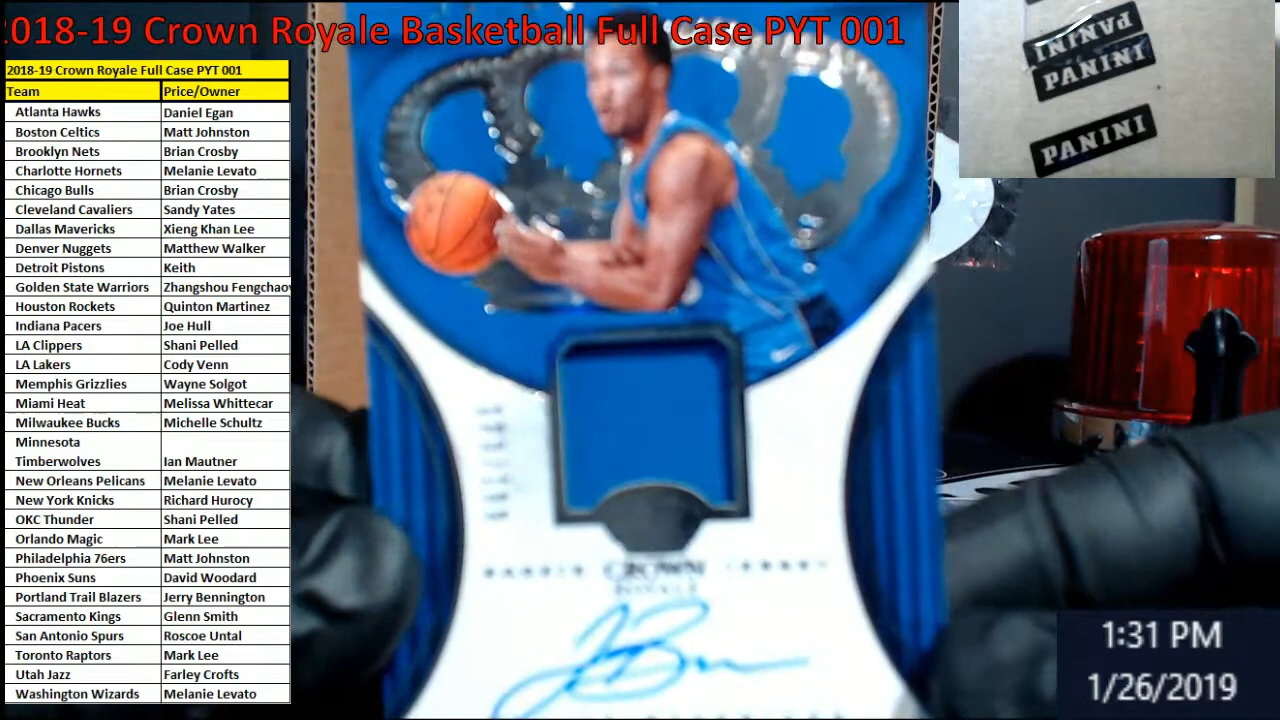 2018-19 Crown Royale Basketball Full Case PYT 001
2018-19 Crown Royale Full Case PYT 001
Team Price/Owner
Atlanta Hawks Daniel Egan
Boston Celtics Matt Johnston
Brooklyn Nets Brian Crosby
Charlotte Hornets Melanie Levato
Chicago Bulls Brian Crosby
Cleveland Cavaliers Sandy Yates
Dallas Mavericks Xieng Khan Lee
Denver Nuggets Matthew Walker
Detroit Pistons Keith
Golden State Warriors Zhangshou Fengchao
Houston Rockets Quinton Martinez
Indiana Pacers Joe Hull
LA Clippers Shani Pelled
LA Lakers Cody Venn
Memphis Grizzlies Wayne Solgot
Miami Heat Melissa Whittecar
Milwaukee Bucks Michelle Schultz
Minnesota
Timberwolves Ian Mautner
New Orleans Pelicans Melanie Levato
New York Knicks Richard Hurocy
OKC Thunder Shani Pelled
Orlando Magic Mark Lee
Philadelphia 76ers Matt Johnston
Phoenix Suns David Woodard
Portland Trail Blazers Jerry Bennington
Sacramento Kings Glenn Smith
San Antonio Spurs Roscoe Untal
Toronto Raptors Mark Lee
Utah Jazz Farley Crofts
Washington Wizards Melanie Levato
PANINI
PANINI
PANINI
CROWN
ROYALE
1:31 PM
1/26/2019